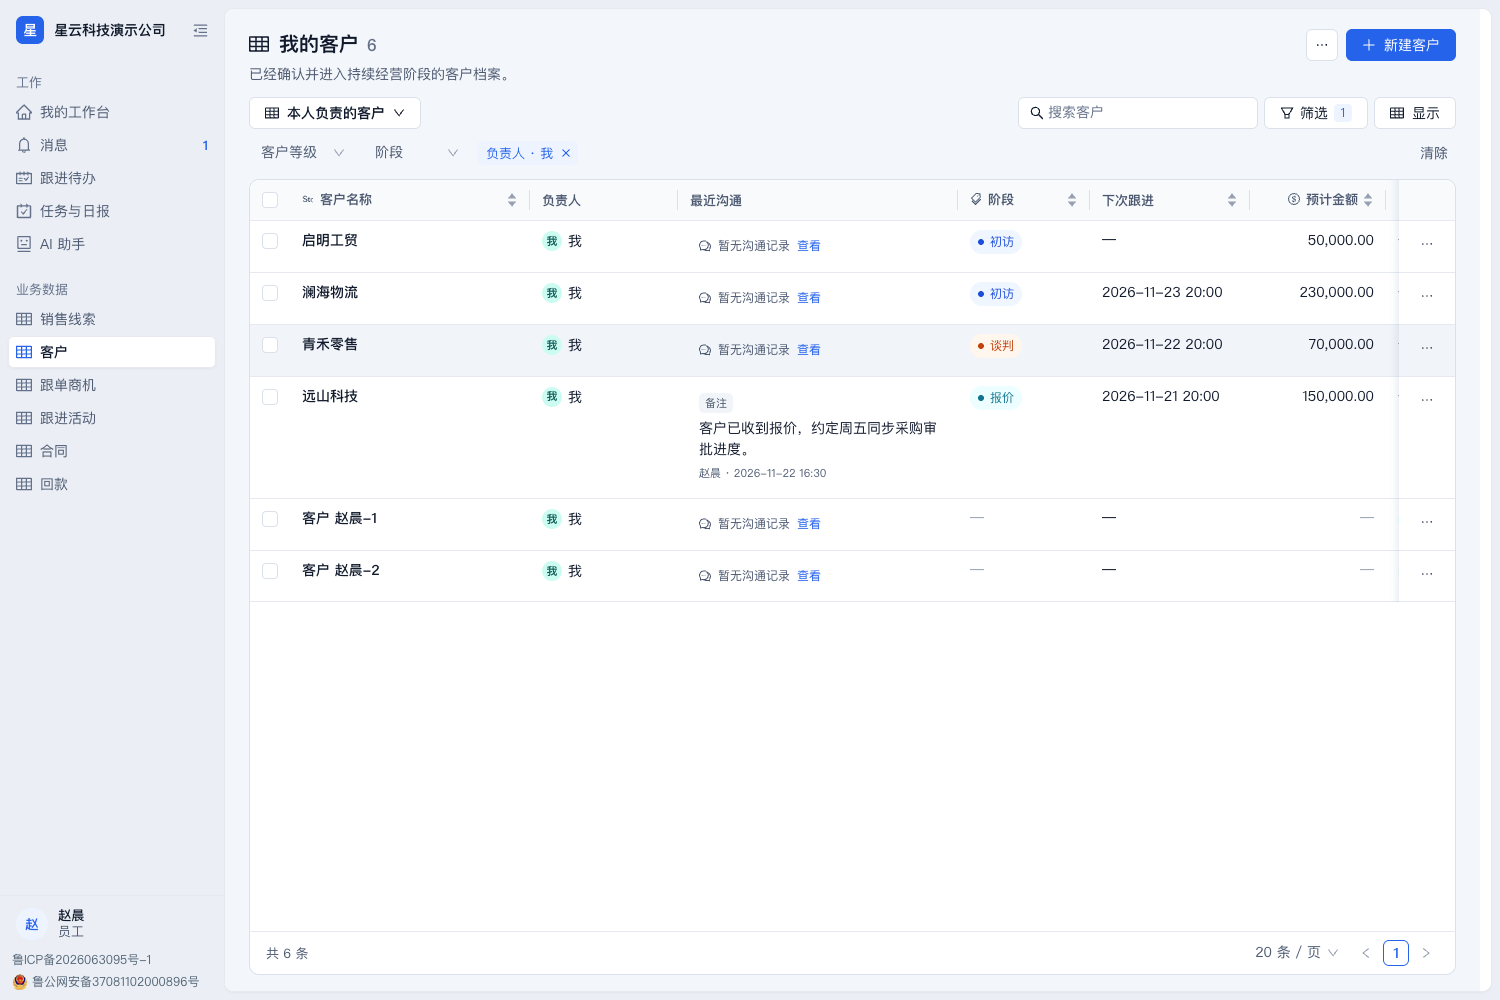 星 星云科技演示公司
工作
我的工作台
消息 1
跟进待办
任务与日报
AI 助手
业务数据
销售线索
客户
跟单商机
跟进活动
合同
回款
赵 赵晨
员工
鲁ICP备2026063095号-1
鲁公网安备37081102000896号
我的客户 6
… + 新建客户
已经确认并进入持续经营阶段的客户档案。
本人负责的客户 搜索客户 筛选 1 显示
客户等级 阶段 负责人 · 我 × 清除
Str 客户名称 负责人 最近沟通 阶段 下次跟进 预计金额
启明工贸 我 我 暂无沟通记录 查看 初访 — 50,000.00 …
澜海物流 我 我 暂无沟通记录 查看 初访 2026-11-23 20:00 230,000.00 …
青禾零售 我 我 暂无沟通记录 查看 谈判 2026-11-22 20:00 70,000.00 …
远山科技 我 我 备注 报价 2026-11-21 20:00 150,000.00 …
客户已收到报价，约定周五同步采购审
批进度。
赵晨 · 2026-11-22 16:30
客户 赵晨-1 我 我 暂无沟通记录 查看 — — — …
客户 赵晨-2 我 我 暂无沟通记录 查看 — — — …
共 6 条 20 条 / 页 < 1 >